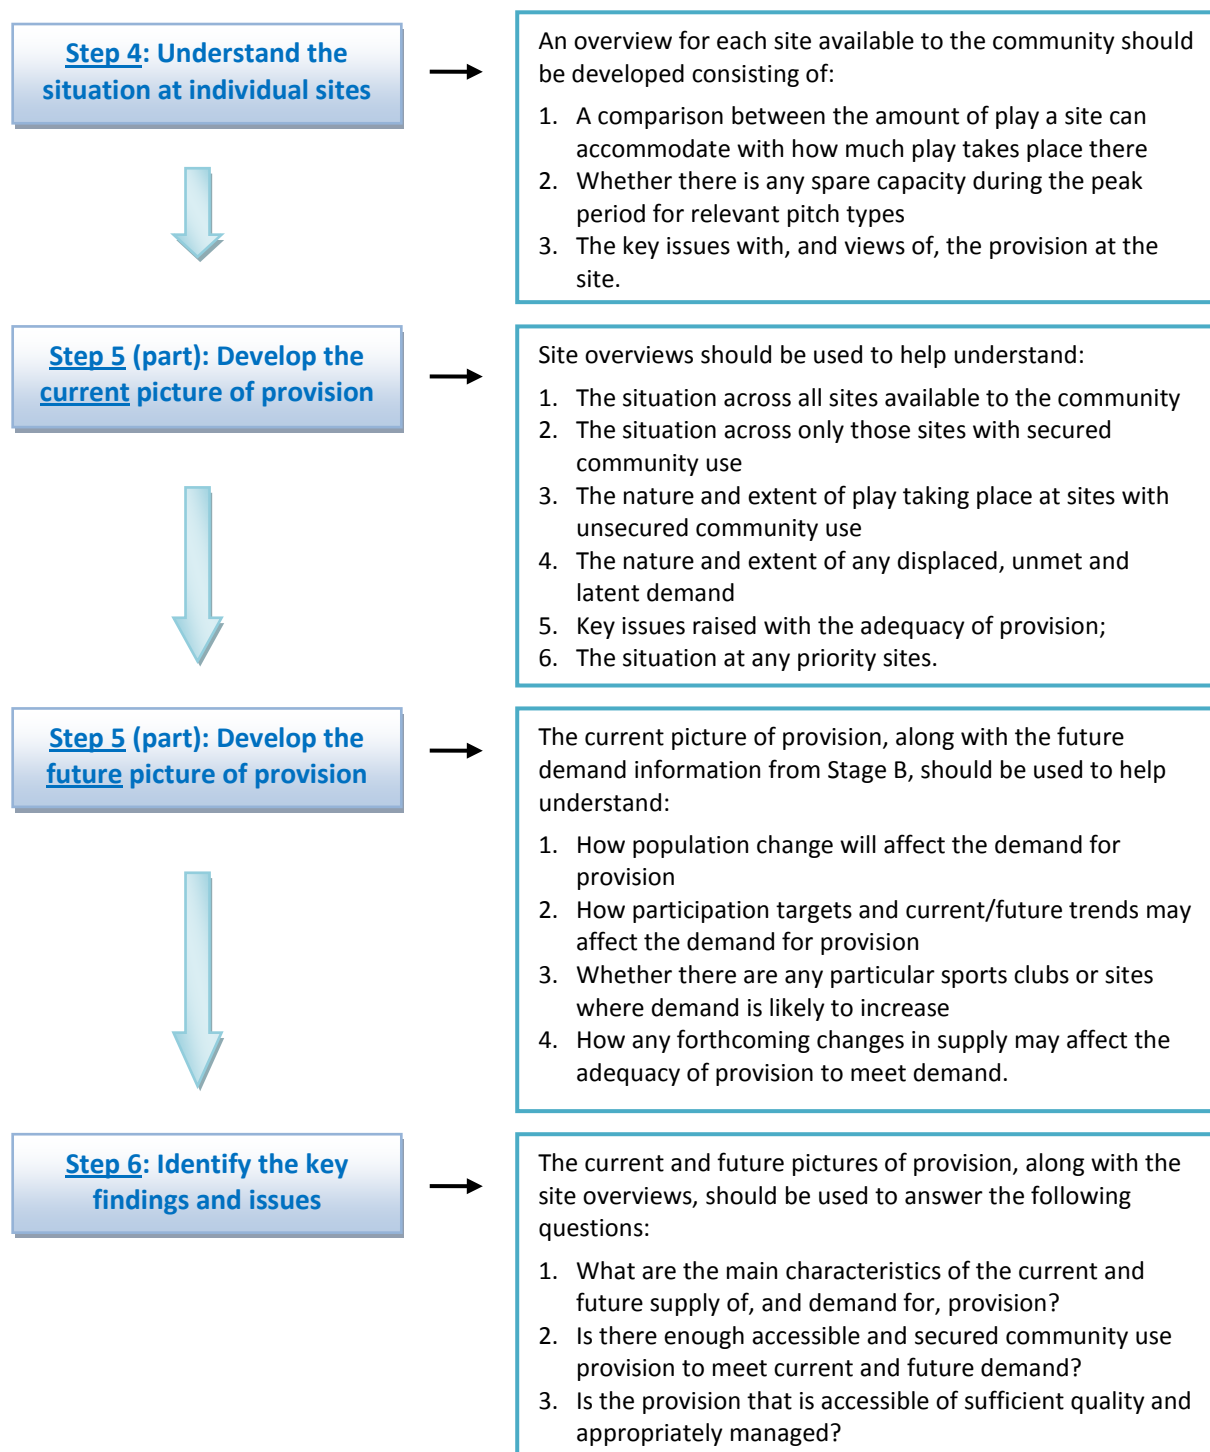 Step 4: Understand the
situation at individual sites
An overview for each site available to the community should
be developed consisting of:
1. A comparison between the amount of play a site can
accommodate with how much play takes place there
2. Whether there is any spare capacity during the peak
period for relevant pitch types
3. The key issues with, and views of, the provision at the
site.
Step 5 (part): Develop the
current picture of provision
Site overviews should be used to help understand:
1. The situation across all sites available to the community
2. The situation across only those sites with secured
community use
3. The nature and extent of play taking place at sites with
unsecured community use
4. The nature and extent of any displaced, unmet and
latent demand
5. Key issues raised with the adequacy of provision;
6. The situation at any priority sites.
Step 5 (part): Develop the
future picture of provision
The current picture of provision, along with the future
demand information from Stage B, should be used to help
understand:
1. How population change will affect the demand for
provision
2. How participation targets and current/future trends may
affect the demand for provision
3. Whether there are any particular sports clubs or sites
where demand is likely to increase
4. How any forthcoming changes in supply may affect the
adequacy of provision to meet demand.
Step 6: Identify the key
findings and issues
The current and future pictures of provision, along with the
site overviews, should be used to answer the following
questions:
1. What are the main characteristics of the current and
future supply of, and demand for, provision?
2. Is there enough accessible and secured community use
provision to meet current and future demand?
3. Is the provision that is accessible of sufficient quality and
appropriately managed?